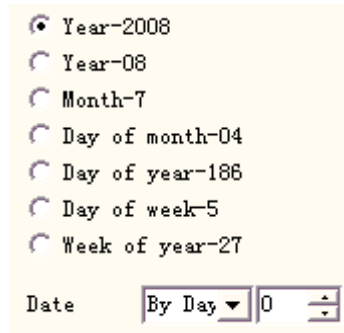 Year-2008
Year-08
Month-7
Day of month-04
Day of year-186
Day of week-5
Week of year-27
Date By Day 0